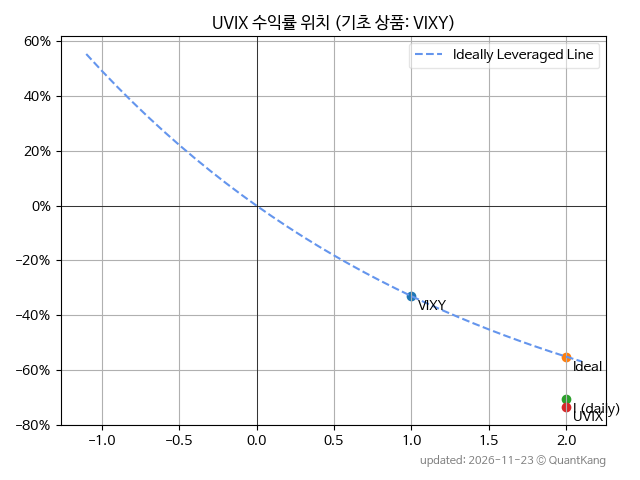 UVIX 수익률 위치 (기초 상품: VIXY)
Ideally Leveraged Line
60%
40%
20%
0%
−20%
−40%
−60%
−80%
VIXY
Ideal
(daily)
UVIX
−1.0
−0.5
0.0
0.5
1.0
1.5
2.0
updated: 2026-11-23 © QuantKang